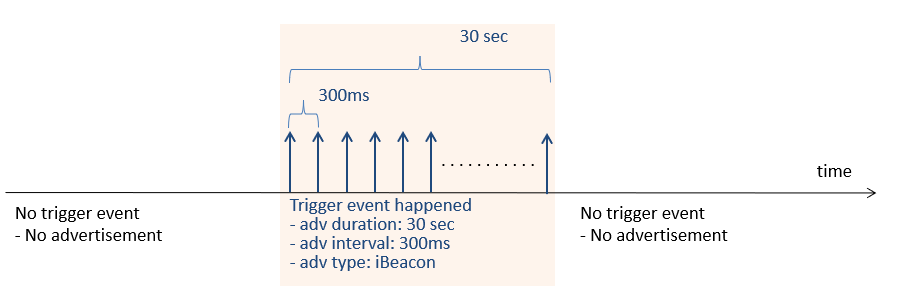 30 sec
300ms
...........
time
No trigger event
- No advertisement
Trigger event happened
- adv duration: 30 sec
- adv interval: 300ms
- adv type: iBeacon
No trigger event
- No advertisement